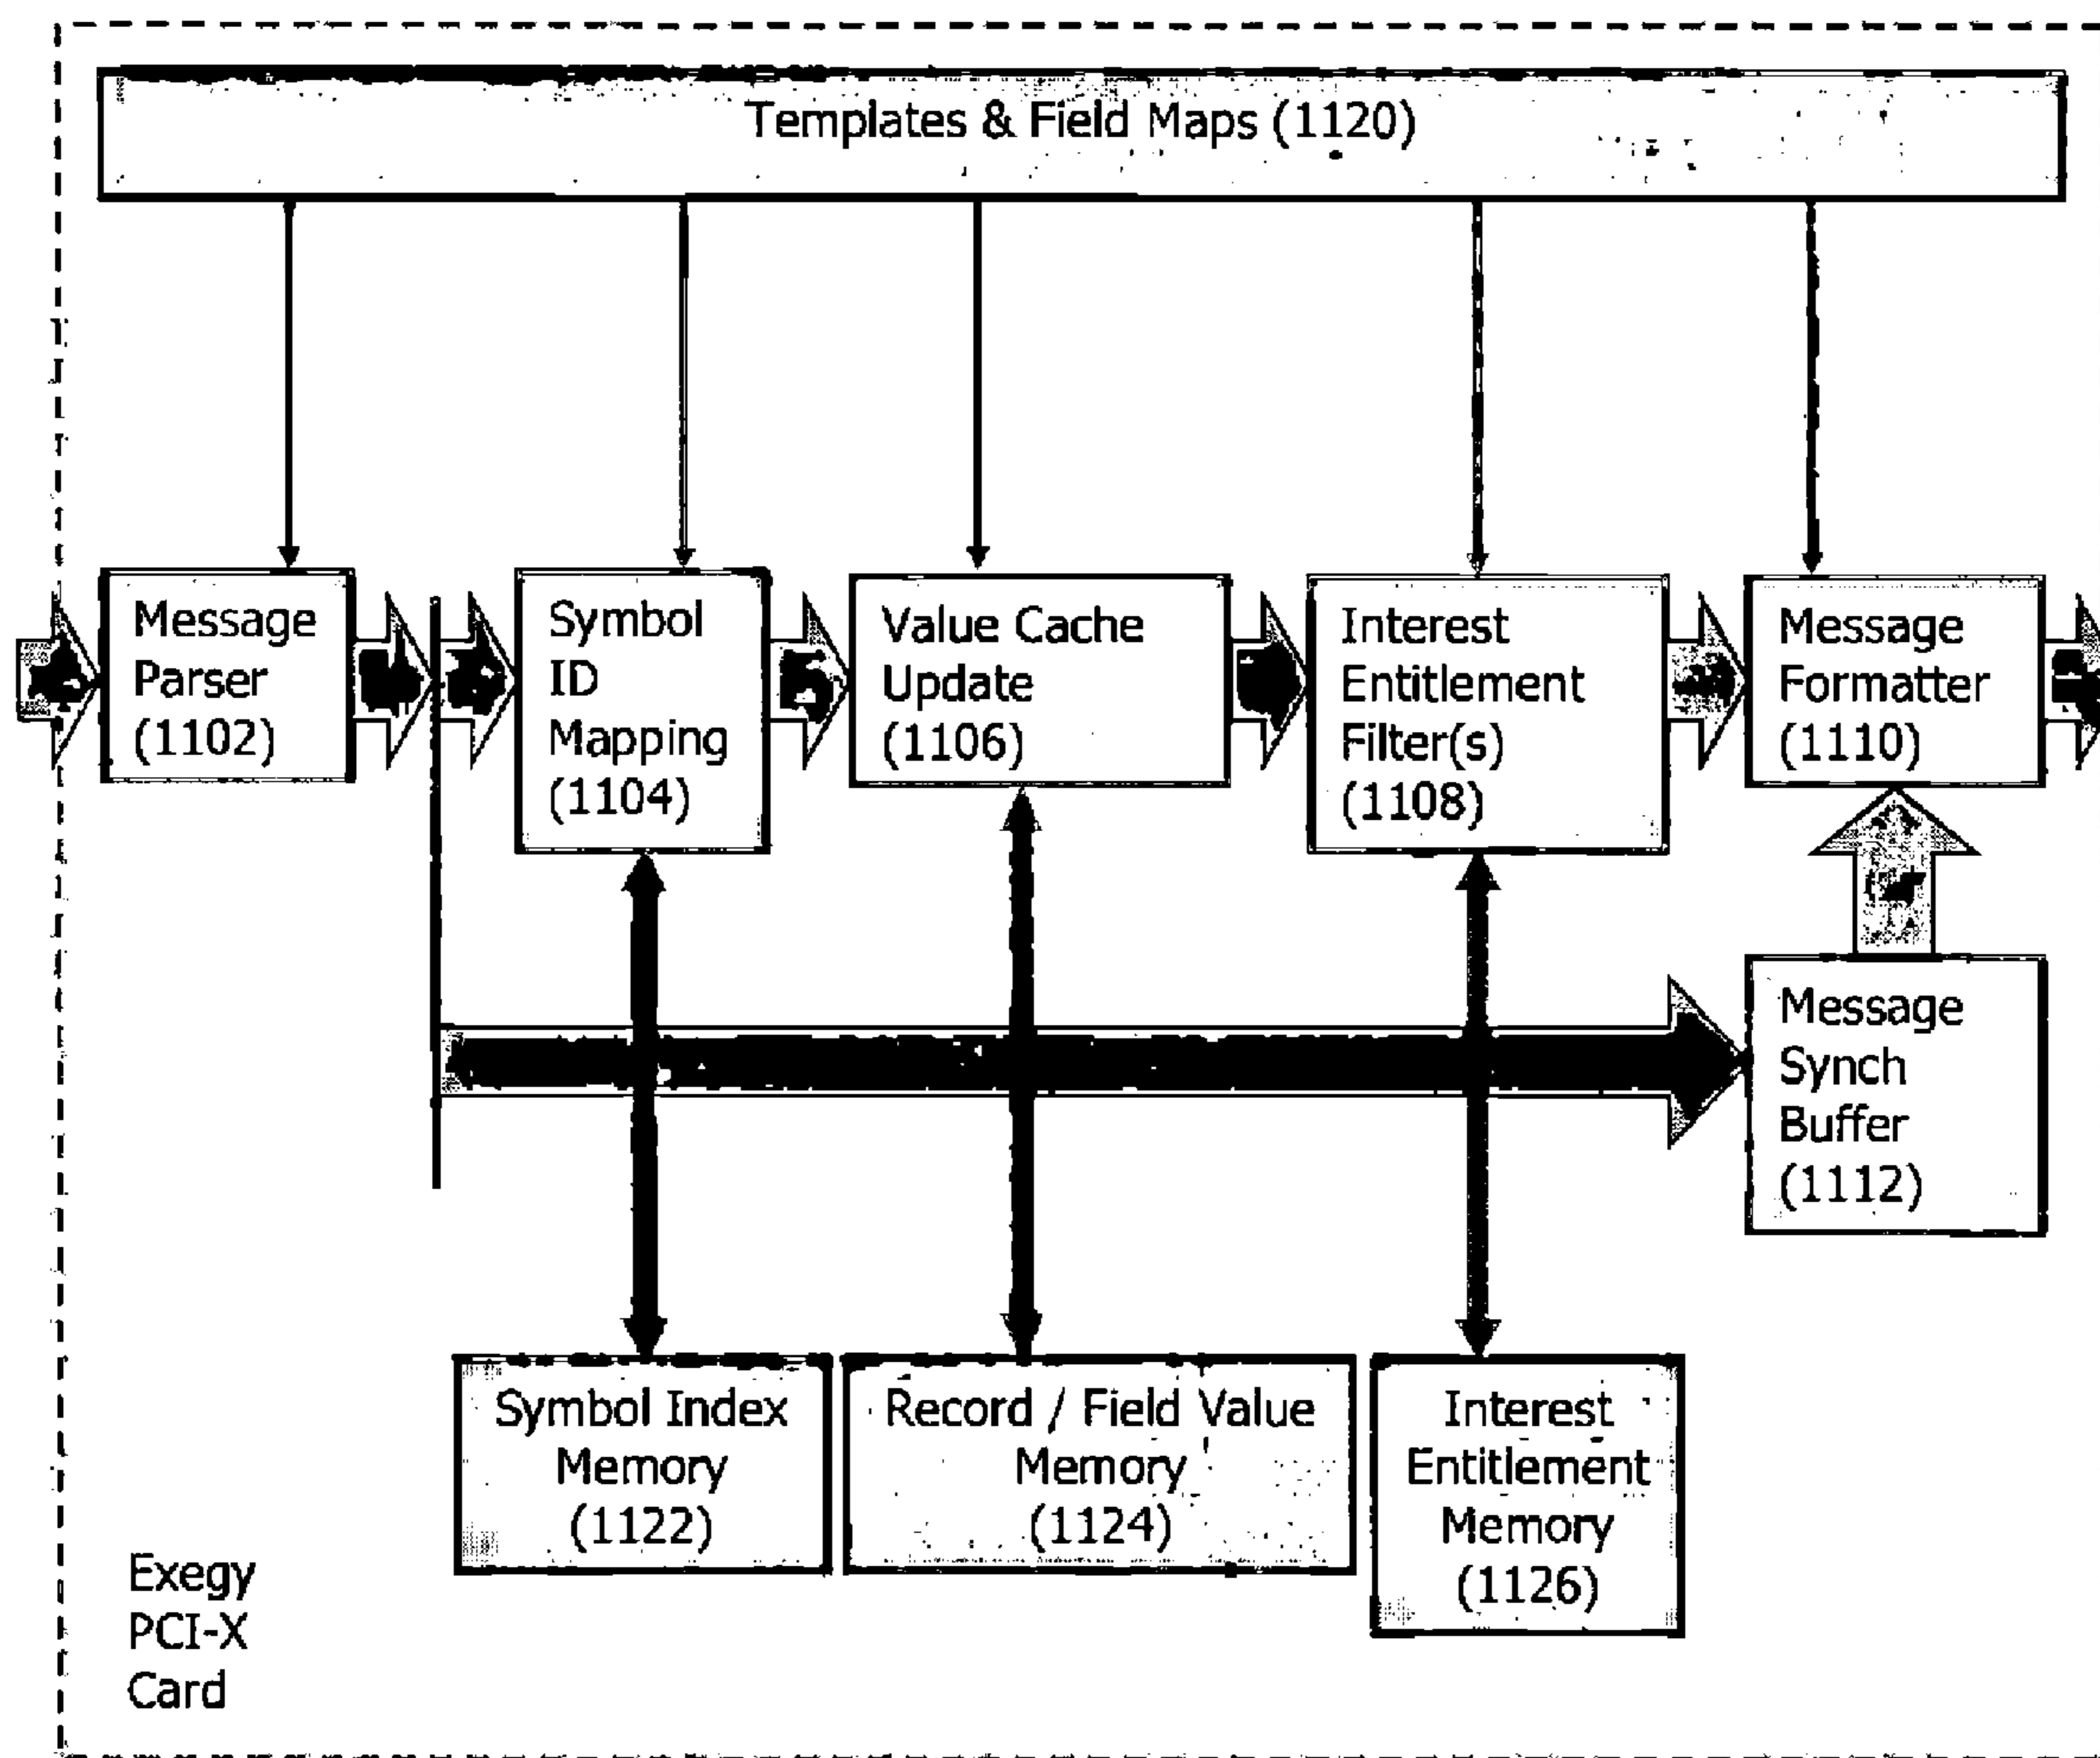 Templates & Field Maps (1120)
Message
Parser
(1102)
Symbol
ID
Mapping
(1104)
Value Cache
Update
(1106)
Interest
Entitlement
Filter(s)
(1108)
Message
Formatter
(1110)
Message
Synch
Buffer
(1112)
Symbol Index
Memory
(1122)
Record / Field Value
Memory
(1124)
Interest
Entitlement
Memory
(1126)
Exegy
PCI-X
Card